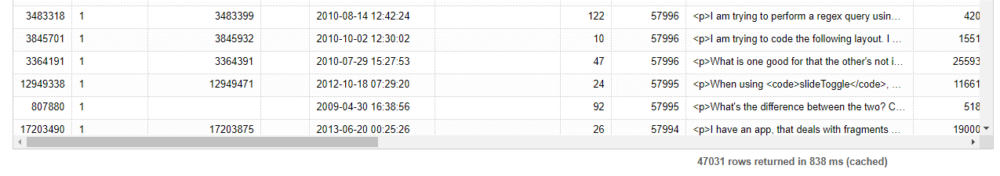 3483318 1 3483399 2010-08-14 12:42:24 122 57996 <p>I am trying to perform a regex query usin... 420
3845701 1 3845932 2010-10-02 12:30:02 10 57996 <p>I am trying to code the following layout. I ... 1551
3364191 1 3364391 2010-07-29 15:27:53 47 57996 <p>What is one good for that the other's not i... 25593
12949338 1 12949471 2012-10-18 07:29:20 24 57995 <p>When using <code>slideToggle</code>, ... 11661
807880 1 2009-04-30 16:38:56 92 57995 <p>What's the difference between the two? C... 518
17203490 1 17203875 2013-06-20 00:25:26 26 57994 <p>I have an app, that deals with fragments ... 19000
47031 rows returned in 838 ms (cached)